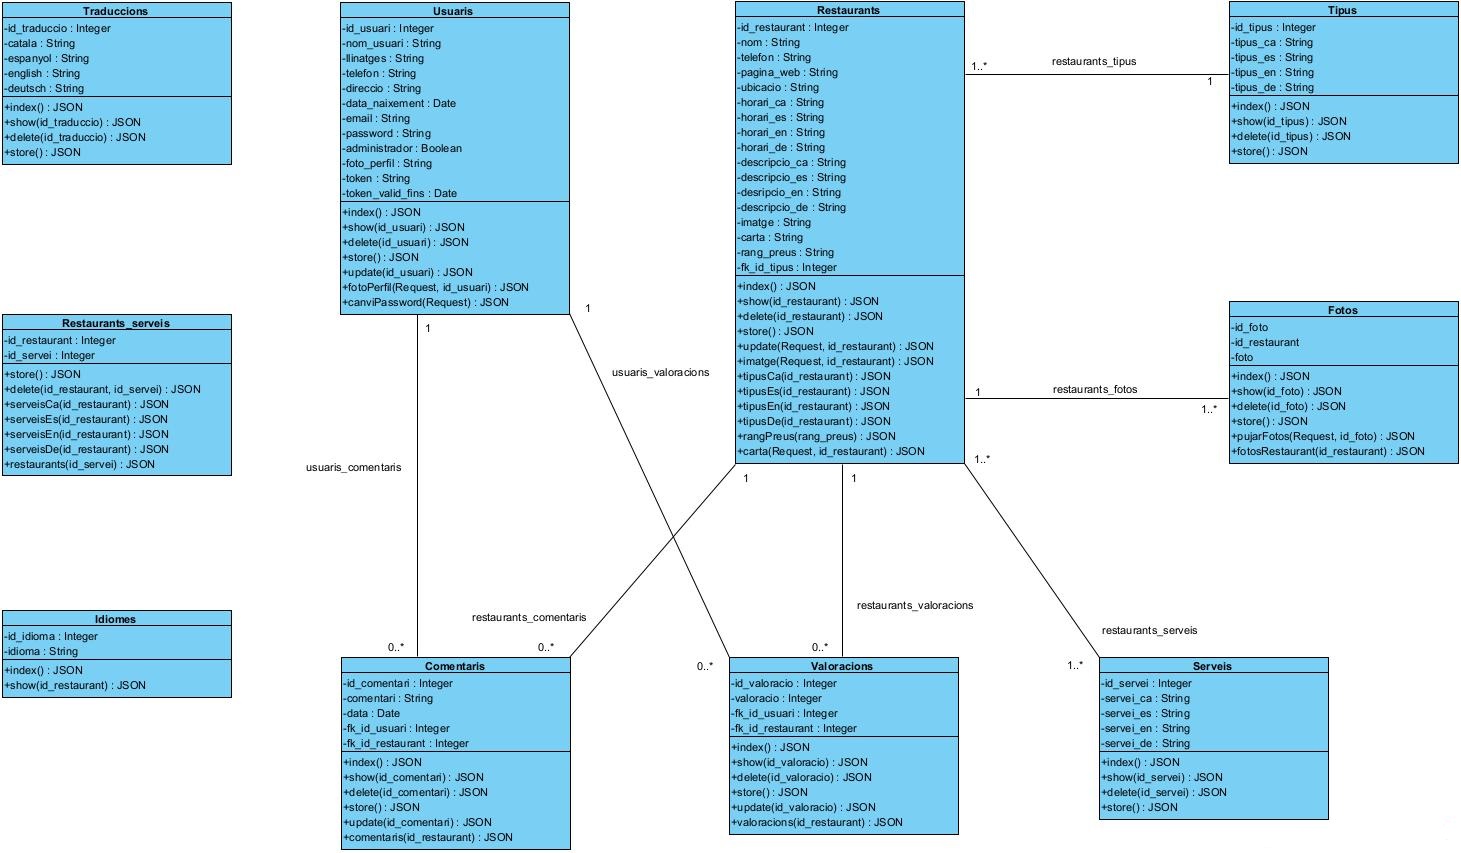 Traduccions
-id_traduccio : Integer
-catala : String
-espanyol : String
-english : String
-deutsch : String
+index() : JSON
+show(id_traduccio) : JSON
+delete(id_traduccio) : JSON
+store() : JSON
Usuaris
-id_usuari : Integer
-nom_usuari : String
-llinatges : String
-telefon : String
-direccio : String
-data_naixement : Date
-email : String
-password : String
-administrador : Boolean
-foto_perfil : String
-token : String
-token_valid_fins : Date
+index() : JSON
+show(id_usuari) : JSON
+delete(id_usuari) : JSON
+store() : JSON
+update(id_usuari) : JSON
+fotoPerfil(Request, id_usuari) : JSON
+canviPassword(Request) : JSON
Restaurants
-id_restaurant : Integer
-nom : String
-telefon : String
-pagina_web : String
-ubicacio : String
-horari_ca : String
-horari_es : String
-horari_en : String
-horari_de : String
-descripcio_ca : String
-descripcio_es : String
-desripcio_en : String
-descripcio_de : String
-imatge : String
-carta : String
-rang_preus : String
-fk_id_tipus : Integer
+index() : JSON
+show(id_restaurant) : JSON
+delete(id_restaurant) : JSON
+store() : JSON
+update(Request, id_restaurant) : JSON
+imatge(Request, id_restaurant) : JSON
+tipusCa(id_restaurant) : JSON
+tipusEs(id_restaurant) : JSON
+tipusEn(id_restaurant) : JSON
+tipusDe(id_restaurant) : JSON
+rangPreus(rang_preus) : JSON
+carta(Request, id_restaurant) : JSON
1..*
restaurants_tipus
1
Tipus
-id_tipus : Integer
-tipus_ca : String
-tipus_es : String
-tipus_en : String
-tipus_de : String
+index() : JSON
+show(id_tipus) : JSON
+delete(id_tipus) : JSON
+store() : JSON
Restaurants_serveis
-id_restaurant : Integer
-id_servei : Integer
+store() : JSON
+delete(id_restaurant, id_servei) : JSON
+serveisCa(id_restaurant) : JSON
+serveisEs(id_restaurant) : JSON
+serveisEn(id_restaurant) : JSON
+serveisDe(id_restaurant) : JSON
+restaurants(id_servei) : JSON
1
1
usuaris_valoracions
usuaris_comentaris
1
restaurants_fotos
1..*
Fotos
-id_foto
-id_restaurant
-foto
+index() : JSON
+show(id_foto) : JSON
+delete(id_foto) : JSON
+store() : JSON
+pujarFotos(Request, id_foto) : JSON
+fotosRestaurant(id_restaurant) : JSON
1
1
1..*
Idiomes
-id_idioma : Integer
-idioma : String
+index() : JSON
+show(id_restaurant) : JSON
restaurants_comentaris
restaurants_valoracions
restaurants_serveis
0..*
0..*
0..*
0..*
1..*
Comentaris
-id_comentari : Integer
-comentari : String
-data : Date
-fk_id_usuari : Integer
-fk_id_restaurant : Integer
+index() : JSON
+show(id_comentari) : JSON
+delete(id_comentari) : JSON
+store() : JSON
+update(id_comentari) : JSON
+comentaris(id_restaurant) : JSON
Valoracions
-id_valoracio : Integer
-valoracio : Integer
-fk_id_usuari : Integer
-fk_id_restaurant : Integer
+index() : JSON
+show(id_valoracio) : JSON
+delete(id_valoracio) : JSON
+store() : JSON
+update(id_valoracio) : JSON
+valoracions(id_restaurant) : JSON
Serveis
-id_servei : Integer
-servei_ca : String
-servei_es : String
-servei_en : String
-servei_de : String
+index() : JSON
+show(id_servei) : JSON
+delete(id_servei) : JSON
+store() : JSON